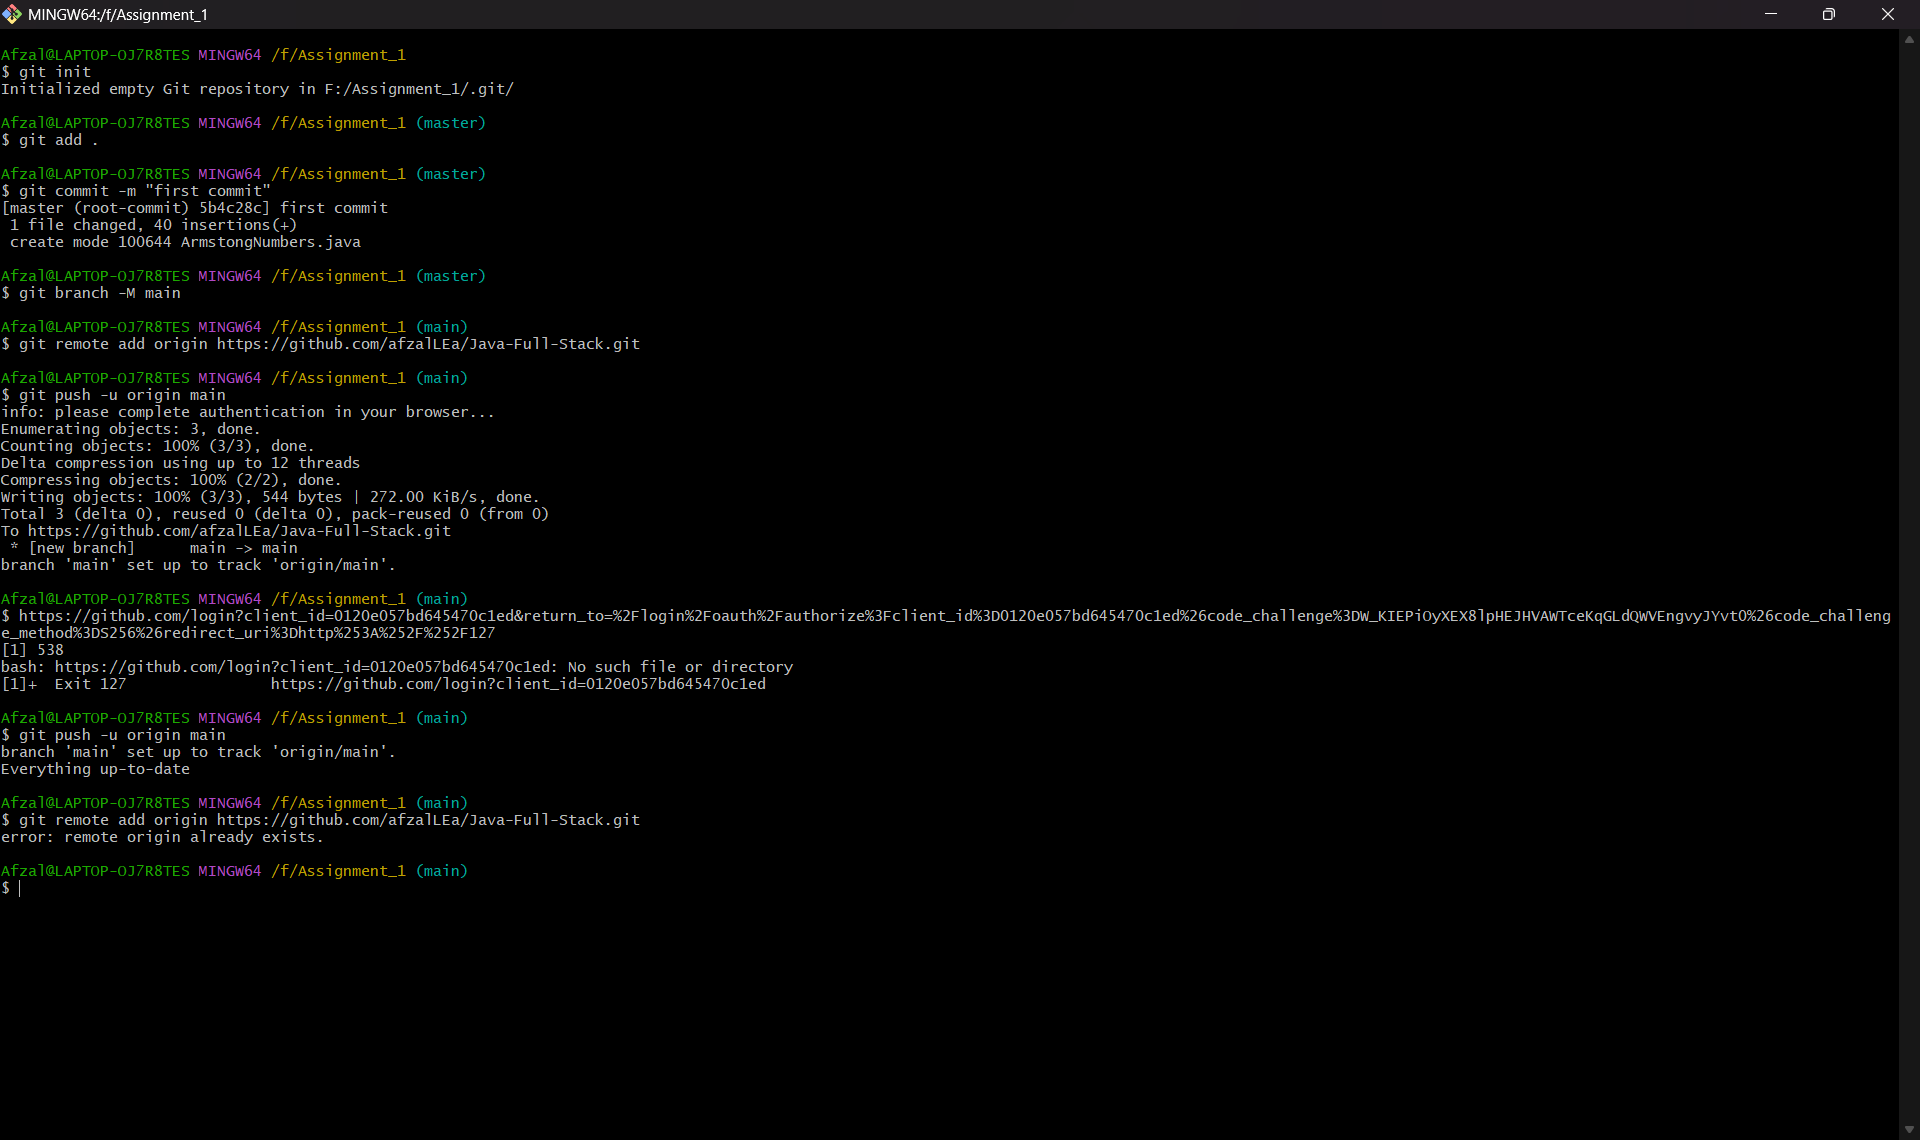 MINGW64:/f/Assignment_1
Afzal@LAPTOP-OJ7R8TES MINGW64 /f/Assignment_1
$ git init
Initialized empty Git repository in F:/Assignment_1/.git/
Afzal@LAPTOP-OJ7R8TES MINGW64 /f/Assignment_1 (master)
$ git add .
Afzal@LAPTOP-OJ7R8TES MINGW64 /f/Assignment_1 (master)
$ git commit -m "first commit"
[master (root-commit) 5b4c28c] first commit
 1 file changed, 40 insertions(+)
 create mode 100644 ArmstongNumbers.java
Afzal@LAPTOP-OJ7R8TES MINGW64 /f/Assignment_1 (master)
$ git branch -M main
Afzal@LAPTOP-OJ7R8TES MINGW64 /f/Assignment_1 (main)
$ git remote add origin https://github.com/afzalLEa/Java-Full-Stack.git
Afzal@LAPTOP-OJ7R8TES MINGW64 /f/Assignment_1 (main)
$ git push -u origin main
info: please complete authentication in your browser...
Enumerating objects: 3, done.
Counting objects: 100% (3/3), done.
Delta compression using up to 12 threads
Compressing objects: 100% (2/2), done.
Writing objects: 100% (3/3), 544 bytes | 272.00 KiB/s, done.
Total 3 (delta 0), reused 0 (delta 0), pack-reused 0 (from 0)
To https://github.com/afzalLEa/Java-Full-Stack.git
 * [new branch]      main -> main
branch 'main' set up to track 'origin/main'.
Afzal@LAPTOP-OJ7R8TES MINGW64 /f/Assignment_1 (main)
$ https://github.com/login?client_id=0120e057bd645470c1ed&return_to=%2Flogin%2Foauth%2Fauthorize%3Fclient_id%3D0120e057bd645470c1ed%26code_challenge%3DW_KIEPiOyXEX8lpHEJHVAWTceKqGLdQWVEngvyJYvt0%26code_challeng
e_method%3DS256%26redirect_uri%3Dhttp%253A%252F%252F127
[1] 538
bash: https://github.com/login?client_id=0120e057bd645470c1ed: No such file or directory
[1]+  Exit 127                https://github.com/login?client_id=0120e057bd645470c1ed
Afzal@LAPTOP-OJ7R8TES MINGW64 /f/Assignment_1 (main)
$ git push -u origin main
branch 'main' set up to track 'origin/main'.
Everything up-to-date
Afzal@LAPTOP-OJ7R8TES MINGW64 /f/Assignment_1 (main)
$ git remote add origin https://github.com/afzalLEa/Java-Full-Stack.git
error: remote origin already exists.
Afzal@LAPTOP-OJ7R8TES MINGW64 /f/Assignment_1 (main)
$